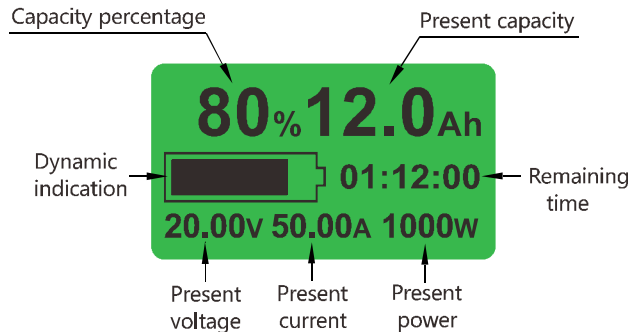 Capacity percentage
Present capacity
80%12.0Ah
Dynamic
indication
01:12:00
Remaining
time
20.00V 50.00A 1000W
Present
voltage
Present
current
Present
power